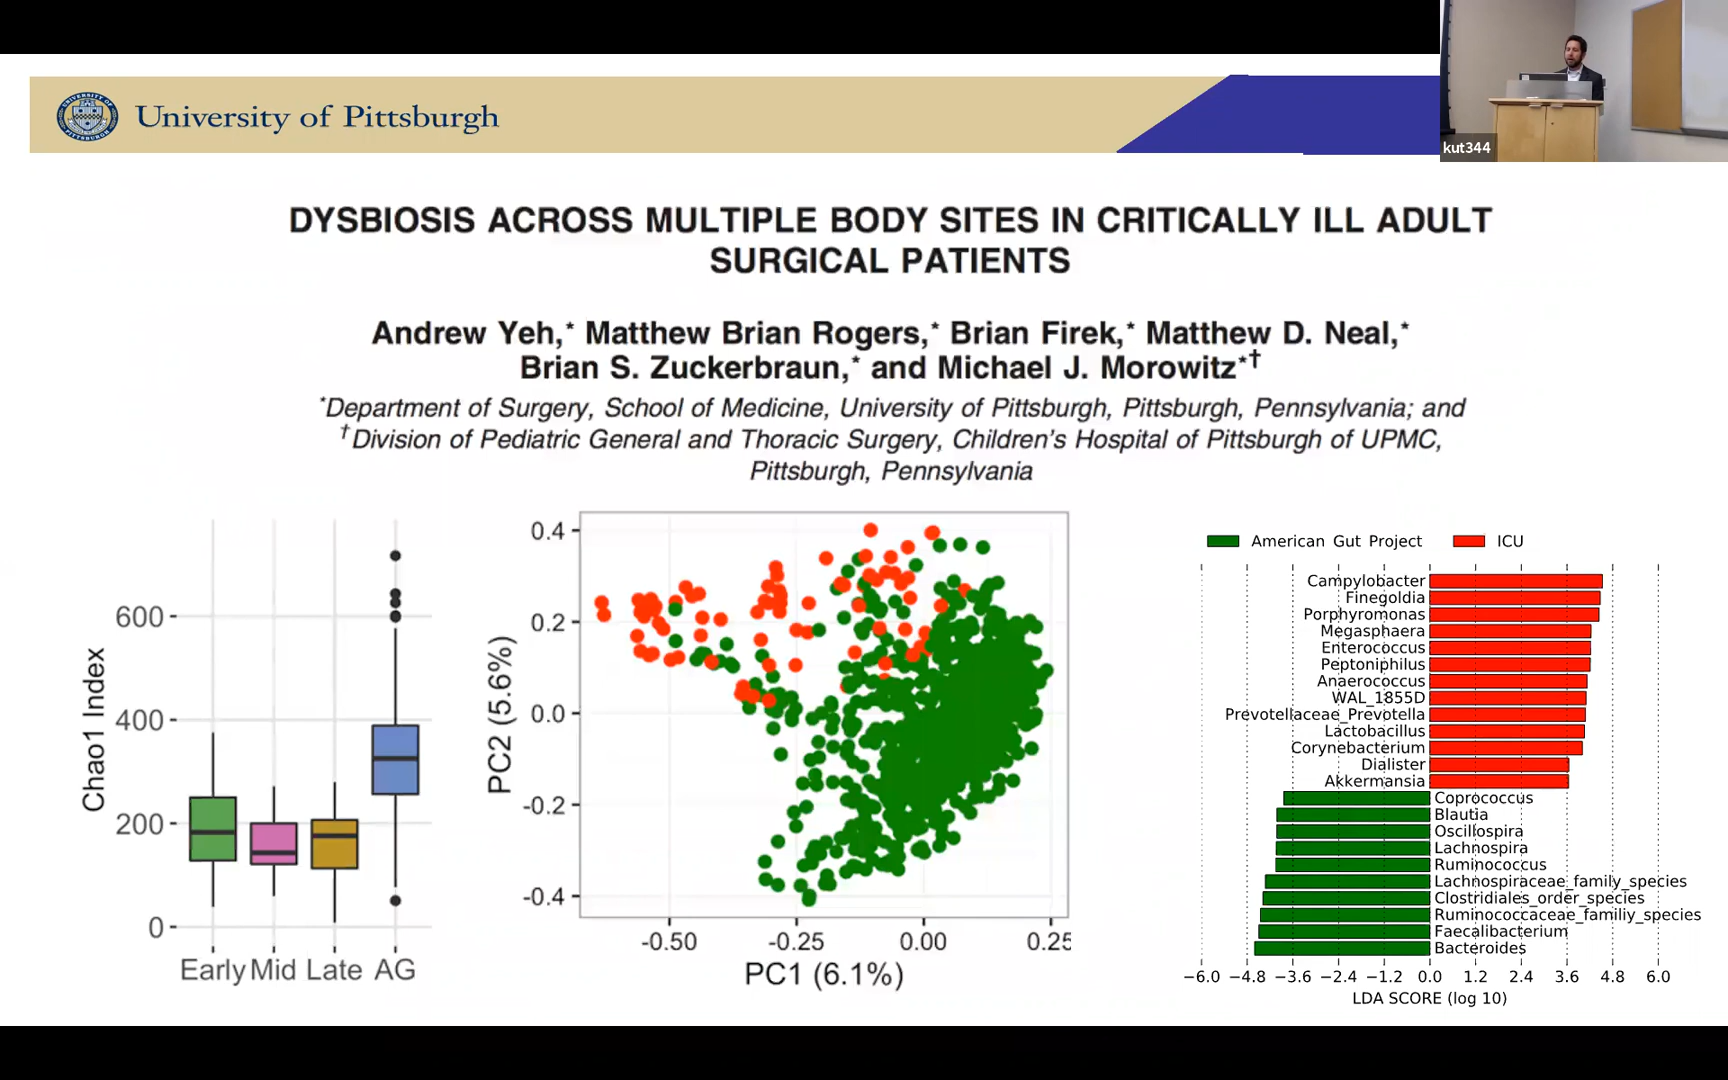 kut344
University of Pittsburgh
DYSBIOSIS ACROSS MULTIPLE BODY SITES IN CRITICALLY ILL ADULT
SURGICAL PATIENTS
Andrew Yeh,* Matthew Brian Rogers,* Brian Firek,* Matthew D. Neal,*
Brian S. Zuckerbraun,* and Michael J. Morowitz*†
*Department of Surgery, School of Medicine, University of Pittsburgh, Pittsburgh, Pennsylvania; and
†Division of Pediatric General and Thoracic Surgery, Children's Hospital of Pittsburgh of UPMC,
Pittsburgh, Pennsylvania
Chao1 Index
600
400
200
0
Early Mid Late AG
PC2 (5.6%)
0.4
0.2
0.0
-0.2
-0.4
-0.50 -0.25 0.00 0.25
PC1 (6.1%)
American Gut Project ICU
Campylobacter
Finegoldia
Porphyromonas
Megasphaera
Enterococcus
Peptoniphilus
Anaerococcus
WAL_1855D
Prevotellaceae_Prevotella
Lactobacillus
Corynebacterium
Dialister
Akkermansia
Coprococcus
Blautia
Oscillospira
Lachnospira
Ruminococcus
Lachnospiraceae_family_species
Clostridiales_order_species
Ruminococcaceae_familiy_species
Faecalibacterium
Bacteroides
−6.0 −4.8 −3.6 −2.4 −1.2 0.0 1.2 2.4 3.6 4.8 6.0
LDA SCORE (log 10)